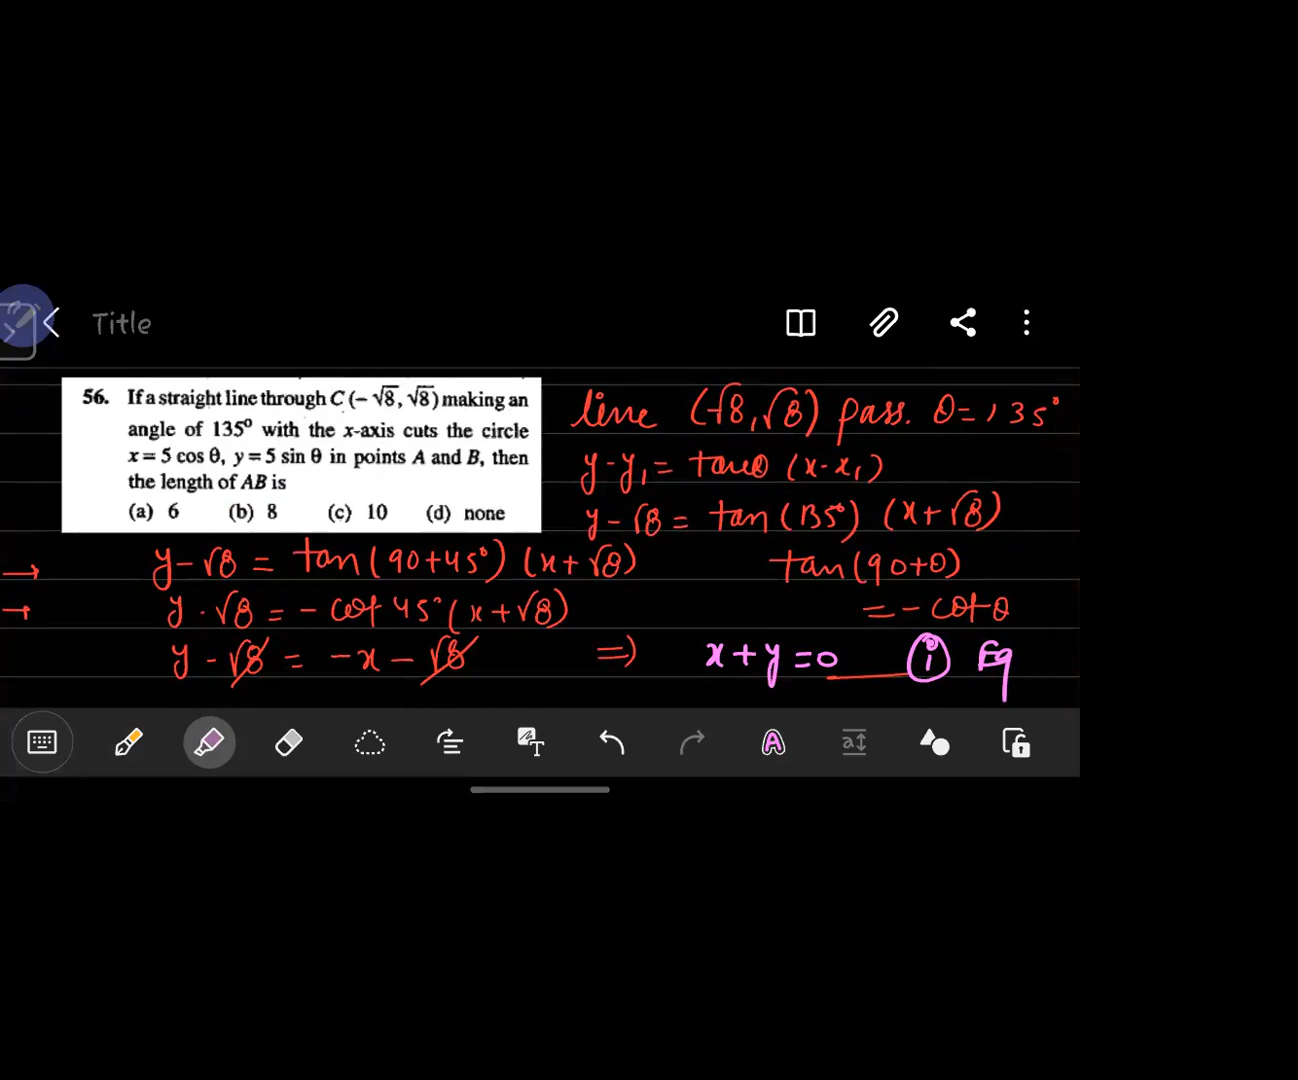 Title
56. If a straight line through C (– √8, √8) making an
angle of 135° with the x-axis cuts the circle
x = 5 cos θ, y = 5 sin θ in points A and B, then
the length of AB is
(a) 6 (b) 8 (c) 10 (d) none
line (-√8, √8) pass. θ = 135°
y - y₁ = tanθ (x - x₁)
y - √8 = tan (135°) (x + √8)
→ y - √8 = tan (90+45°) (x + √8)
tan (90+θ)
→ y - √8 = - cot 45° (x + √8)
= - cot θ
y - √8 = -x - √8 ⇒ x + y = 0 (i) Eq
A
a